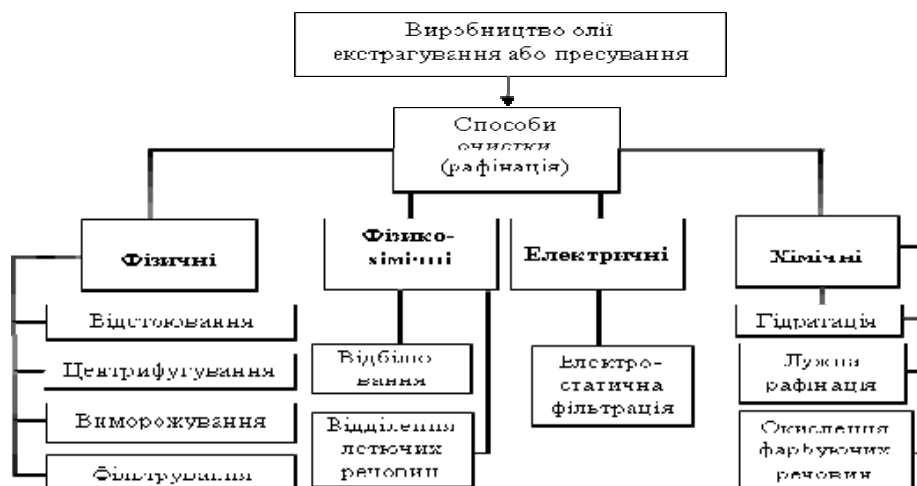 Виробництво олії
екстрагування або пресування
Способи
очистки
(рафінація)
Фізичні
Фізико-
хімічні
Електричні
Хімічні
Відстоювання
Центрифугування
Виморожування
Фільтрування
Відбілю
вання
Відділення
летючих
речовин
Електро-
статична
фільтрація
Гідратація
Лужна
рафінація
Окислення
фарбуючих
речовин